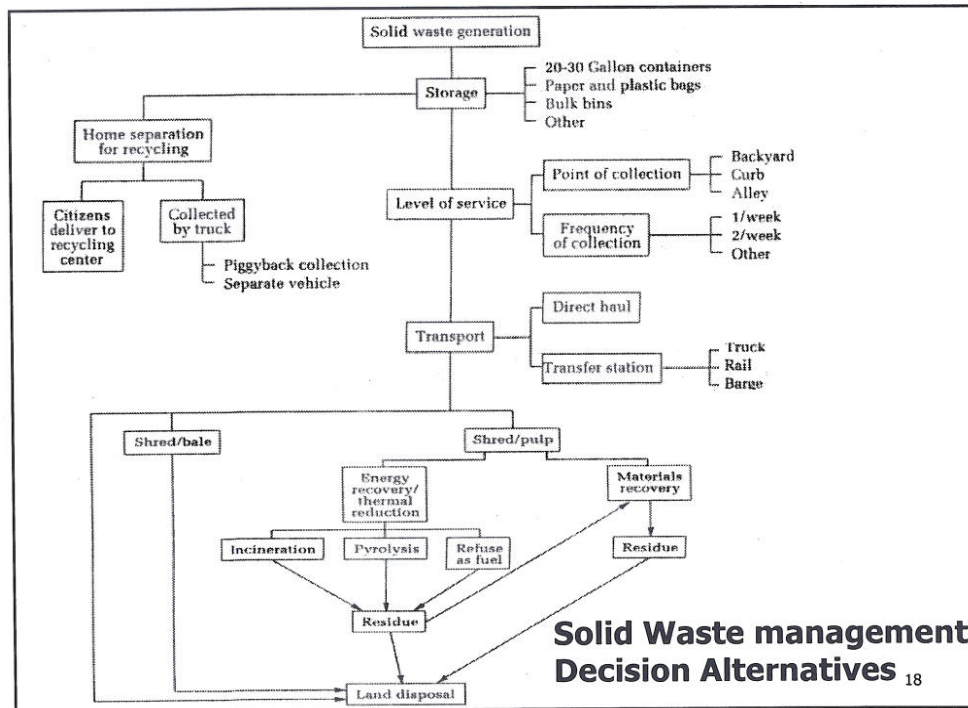 Solid waste generation
Storage
20-30 Gallon containers
Paper and plastic bags
Bulk bins
Other
Home separation
for recycling
Citizens
deliver to
recycling
center
Collected
by truck
Piggyback collection
Separate vehicle
Level of service
Point of collection
Backyard
Curb
Alley
Frequency
of collection
1/week
2/week
Other
Transport
Direct haul
Transfer station
Truck
Rail
Barge
Shred/bale
Shred/pulp
Energy
recovery/
thermal
reduction
Materials
recovery
Incineration
Pyrolysis
Refuse
as fuel
Residue
Residue
Land disposal
Solid Waste management
Decision Alternatives 18